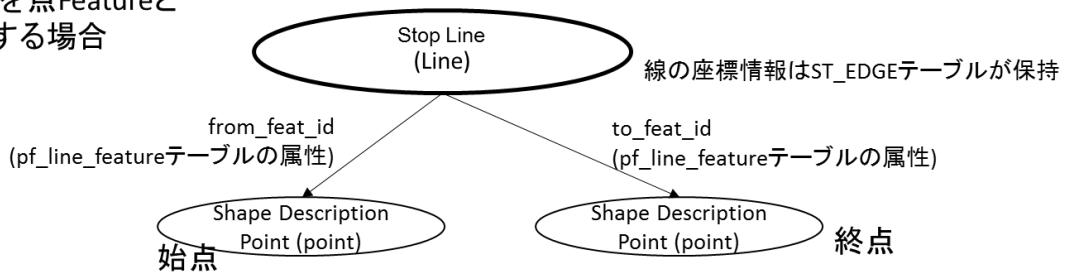 を点Featureと
する場合
Stop Line
(Line)
線の座標情報はST_EDGEテーブルが保持
from_feat_id
(pf_line_featureテーブルの属性)
to_feat_id
(pf_line_featureテーブルの属性)
Shape Description
Point (point)
始点
Shape Description
Point (point)
終点